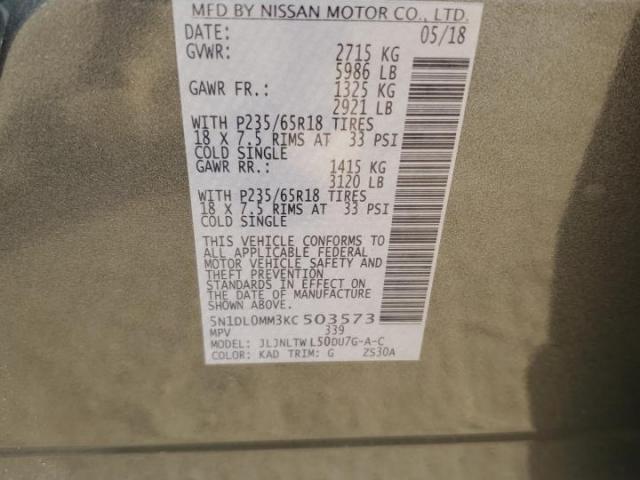 MFD BY NISSAN MOTOR CO., LTD.
DATE: 05/18
GVWR: 2715 KG
5986 LB
GAWR FR.: 1325 KG
2921 LB
WITH P235/65R18 TIRES
18 X 7.5 RIMS AT 33 PSI
COLD SINGLE
GAWR RR.: 1415 KG
3120 LB
WITH P235/65R18 TIRES
18 X 7.5 RIMS AT 33 PSI
COLD SINGLE
THIS VEHICLE CONFORMS TO
ALL APPLICABLE FEDERAL
MOTOR VEHICLE SAFETY AND
THEFT PREVENTION
STANDARDS IN EFFECT ON
THE DATE OF MANUFACTURE
5N1DL0MM3KC503573
MPV 339
MODEL: JLJNLTWL50DU7G-A-C
COLOR: KAD TRIM: G ZS30A